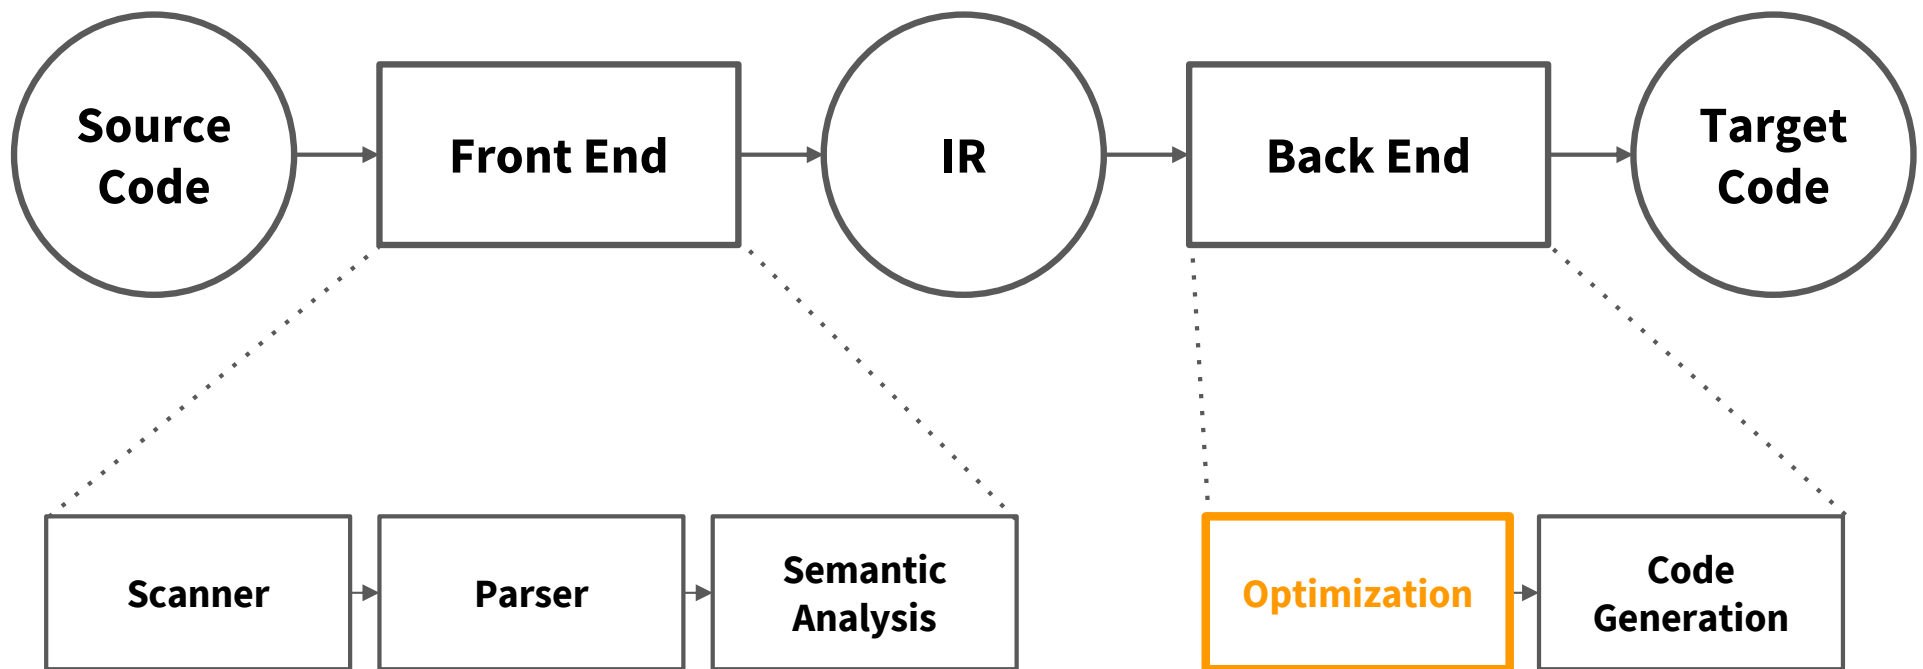 Source
Code
Front End
IR
Back End
Target
Code
Scanner
Parser
Semantic
Analysis
Optimization
Code
Generation